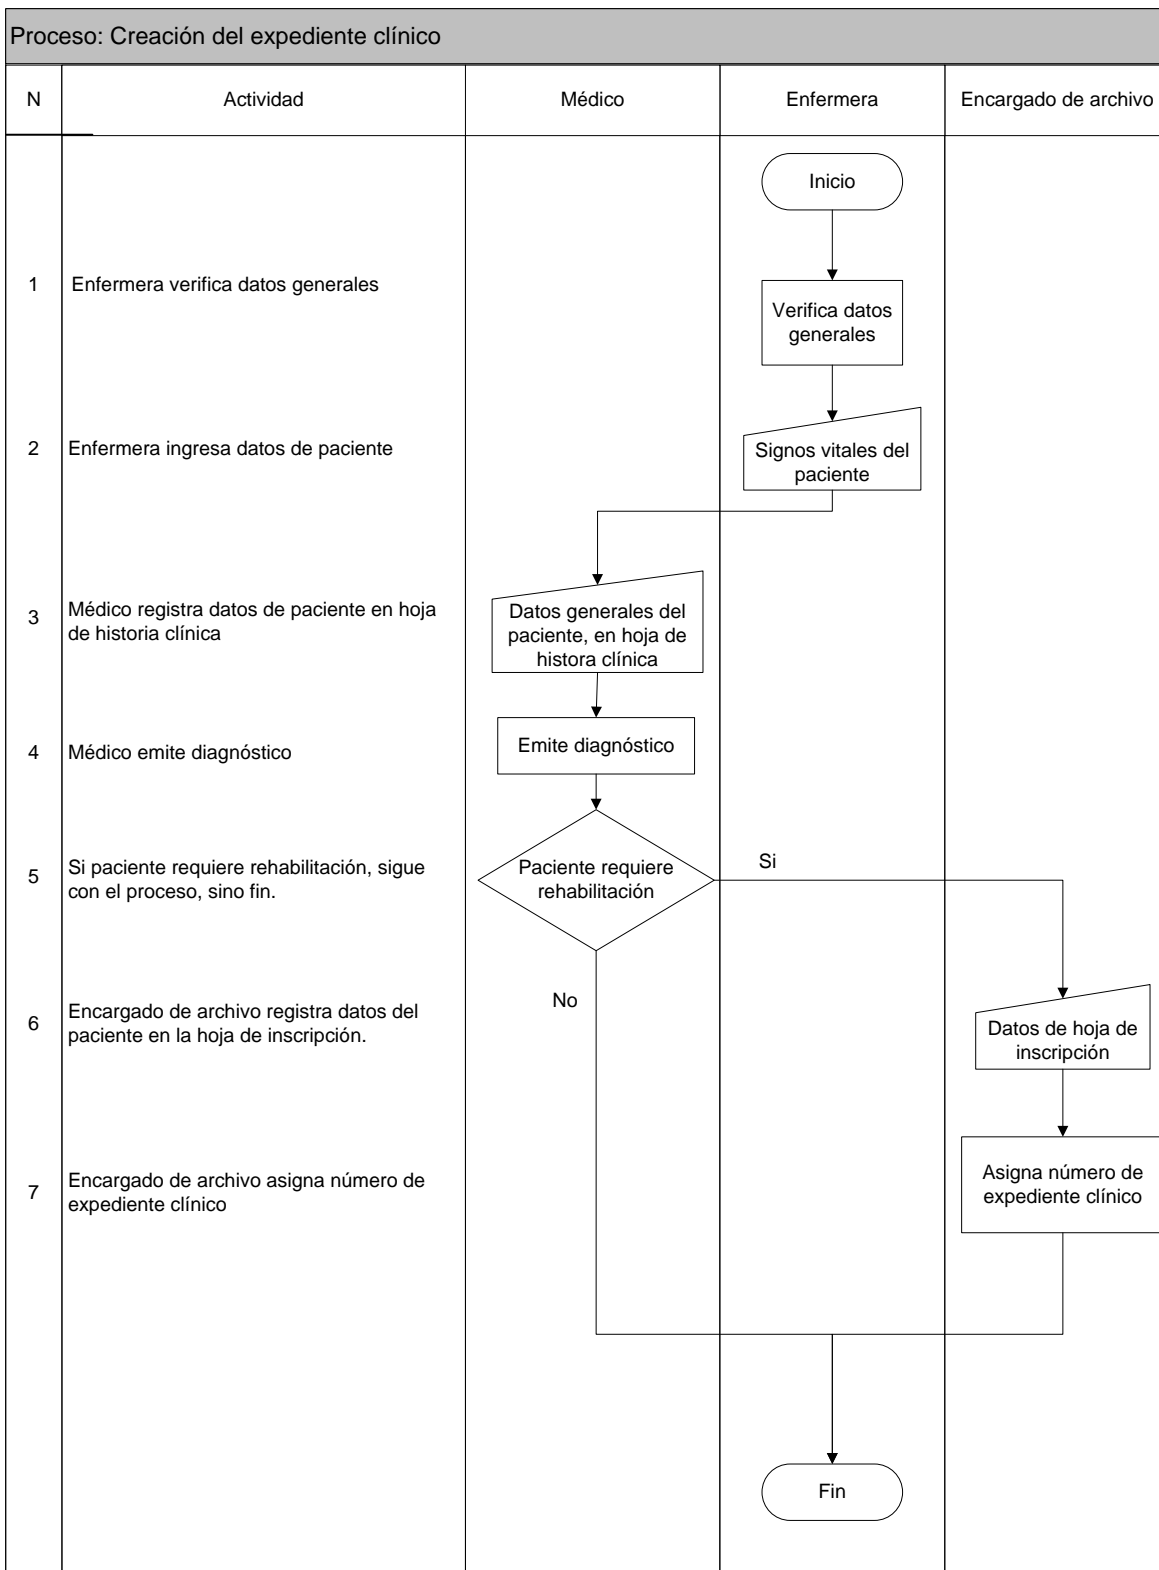 Proceso: Creación del expediente clínico
N
Actividad
Médico
Enfermera
Encargado de archivo
Inicio
1
Enfermera verifica datos generales
Verifica datos
generales
2
Enfermera ingresa datos de paciente
Signos vitales del
paciente
3
Médico registra datos de paciente en hoja
de historia clínica
Datos generales del
paciente, en hoja de
histora clínica
4
Médico emite diagnóstico
Emite diagnóstico
5
Si paciente requiere rehabilitación, sigue
con el proceso, sino fin.
Paciente requiere
rehabilitación
Si
No
6
Encargado de archivo registra datos del
paciente en la hoja de inscripción.
Datos de hoja de
inscripción
7
Encargado de archivo asigna número de
expediente clínico
Asigna número de
expediente clínico
Fin